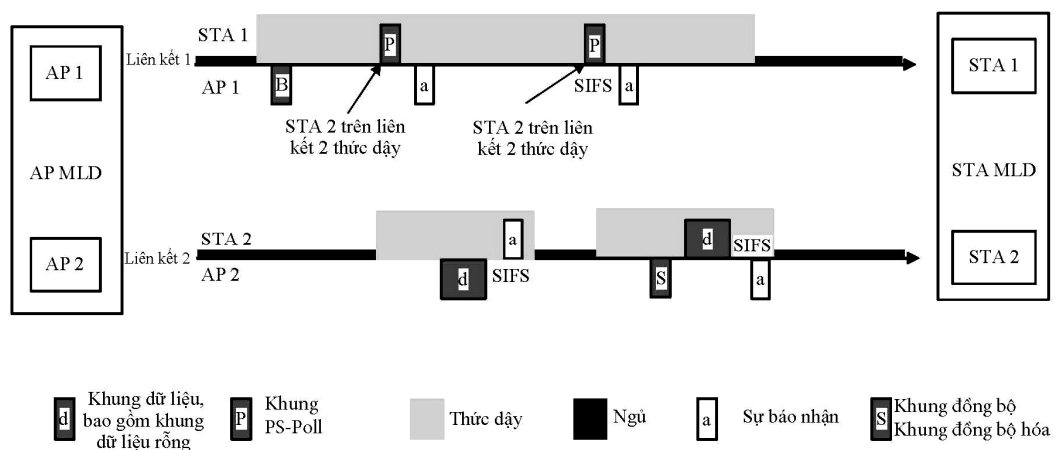 AP 1
AP MLD
AP 2
Liên kết 1
STA 1
AP 1
B
P
a
P
SIFS
a
STA 2 trên liên
kết 2 thức dậy
STA 2 trên liên
kết 2 thức dậy
Liên kết 2
STA 2
AP 2
d
a
SIFS
S
d
SIFS
a
STA 1
STA MLD
STA 2
d
Khung dữ liệu,
bao gồm khung
dữ liệu rỗng
P
Khung
PS-Poll
Thức dậy
Ngủ
a
Sự báo nhận
S
Khung đồng bộ
Khung đồng bộ hóa